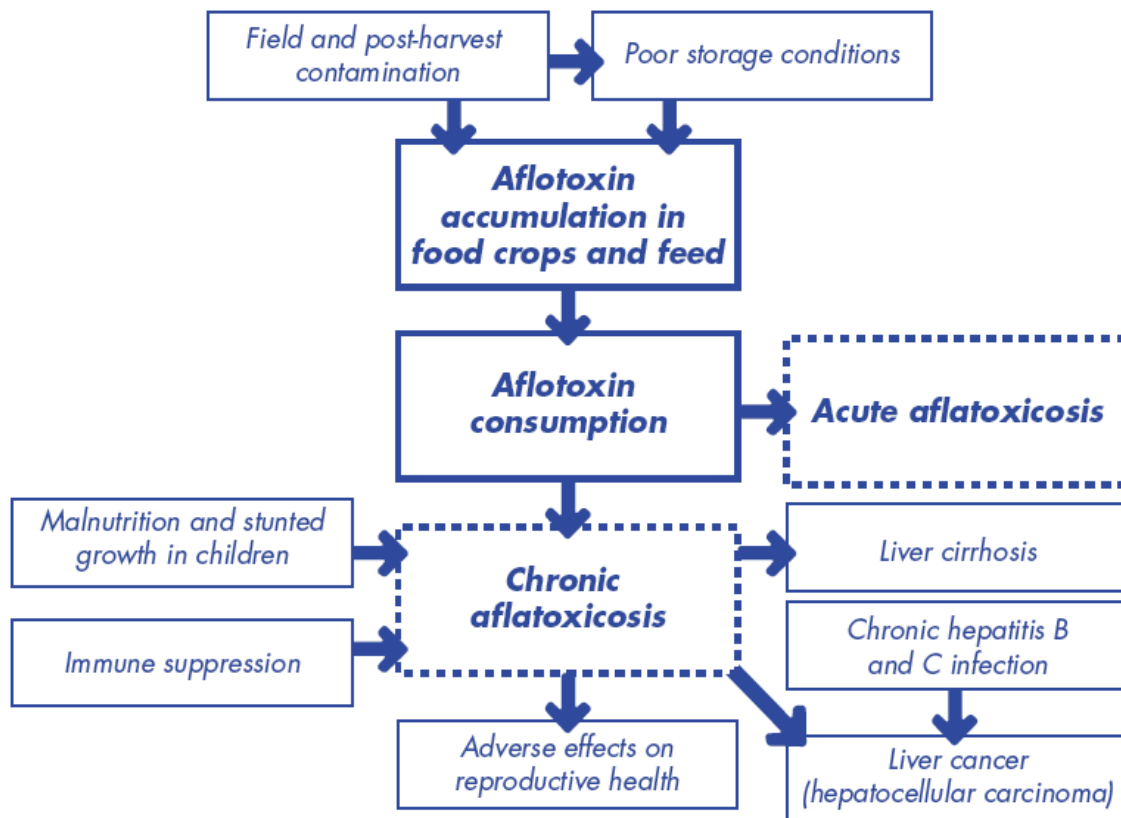 Field and post-harvest
contamination
Poor storage conditions
Aflotoxin
accumulation in
food crops and feed
Aflotoxin
consumption
Acute aflatoxicosis
Malnutrition and stunted
growth in children
Chronic
aflatoxicosis
Liver cirrhosis
Immune suppression
Chronic hepatitis B
and C infection
Adverse effects on
reproductive health
Liver cancer
(hepatocellular carcinoma)